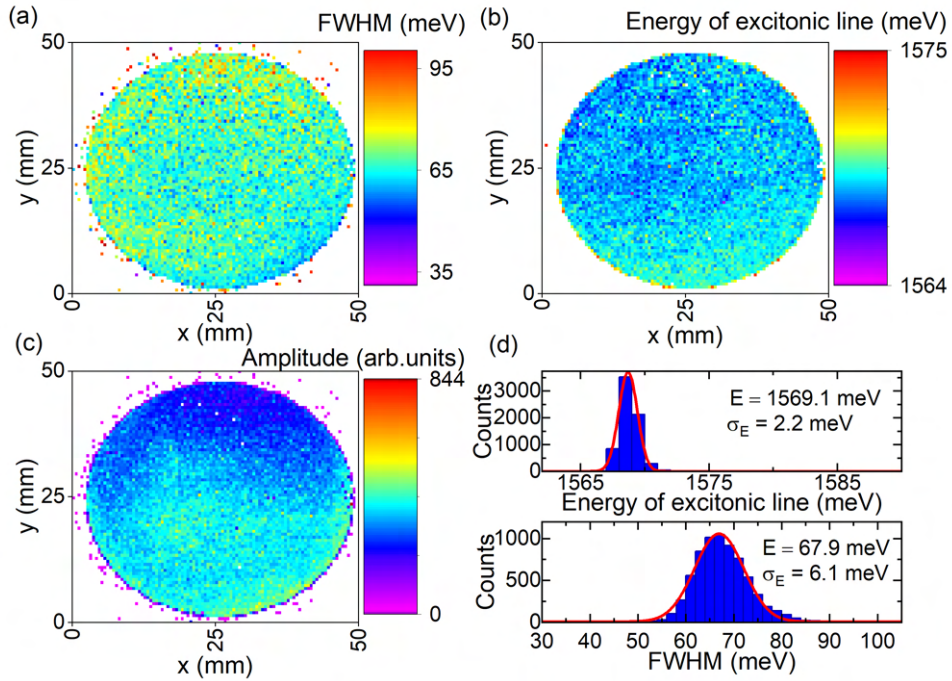 (a)
FWHM (meV)
50
25
0
y (mm)
0
25
50
x (mm)
95
65
35
(b)
Energy of excitonic line (meV)
50
25
0
y (mm)
0
25
50
x (mm)
1575
1564
(c)
Amplitude (arb.units)
50
25
0
y (mm)
0
25
50
x (mm)
844
1
(d)
3000
2000
1000
0
Counts
E = 1569.1 meV
σE = 2.2 meV
1565
1575
1585
Energy of excitonic line (meV)
1000
500
0
Counts
E = 67.9 meV
σE = 6.1 meV
30 40 50 60 70 80 90 100
FWHM (meV)